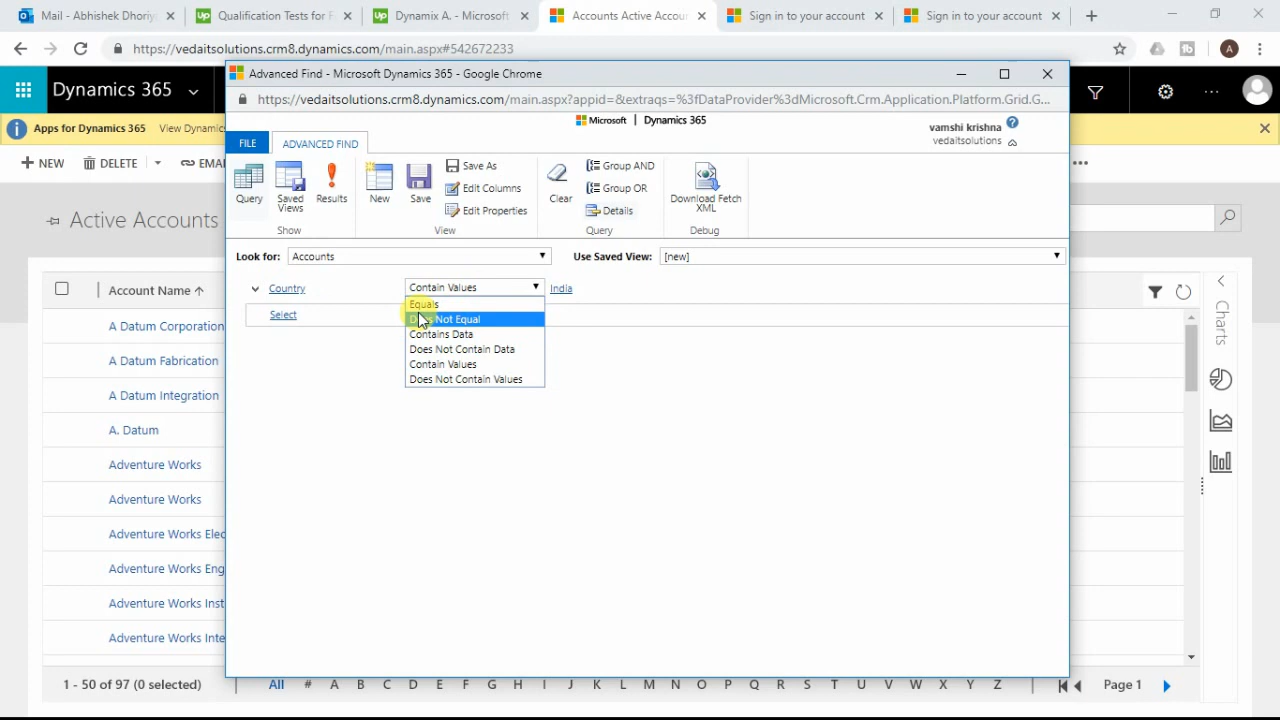 Mail - Abhishek Dhoriy
Qualification Tests for F
Dynamix A. - Microsoft
Accounts Active Accou
Sign in to your account
Sign in to your account
https://vedaitsolutions.crm8.dynamics.com/main.aspx#542672233
A
Dynamics 365
Apps for Dynamics 365 View Dynamics
NEW DELETE EMAI
Active Accounts
Account Name
A Datum Corporation
A Datum Fabrication
A Datum Integration
A. Datum
Adventure Works
Adventure Works
Adventure Works Elec
Adventure Works Eng
Adventure Works Inst
Adventure Works Inte
Charts
Advanced Find - Microsoft Dynamics 365 - Google Chrome
https://vedaitsolutions.crm8.dynamics.com/main.aspx?appid=&extraqs=%3fDataProvider%3dMicrosoft.Crm.Application.Platform.Grid.G...
Microsoft | Dynamics 365
vamshi krishna
vedaitsolutions
FILE ADVANCED FIND
Query
Saved Views
Results
Show
New
Save
Save As
Edit Columns
Edit Properties
View
Clear
Group AND
Group OR
Details
Query
Download Fetch XML
Debug
Look for: Accounts Use Saved View: [new]
Country Contain Values India
Select
Equals
Does Not Equal
Contains Data
Does Not Contain Data
Contain Values
Does Not Contain Values
1 - 50 of 97 (0 selected) All # A B C D E F G H I J K L M N O P Q R S T U V W X Y Z Page 1